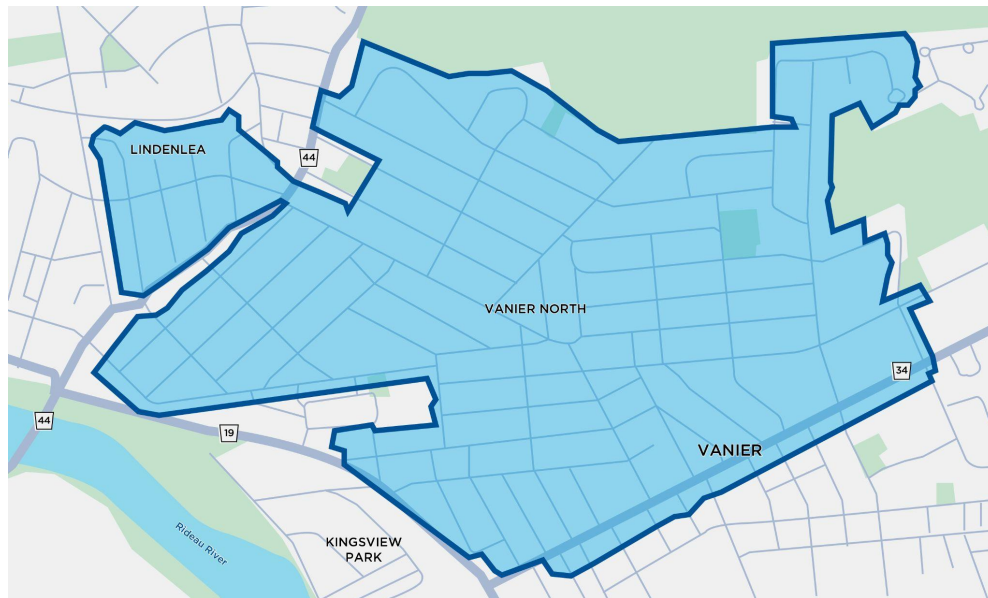 LINDENLEA
44
VANIER NORTH
34
44
19
VANIER
Rideau River
KINGSVIEW
PARK